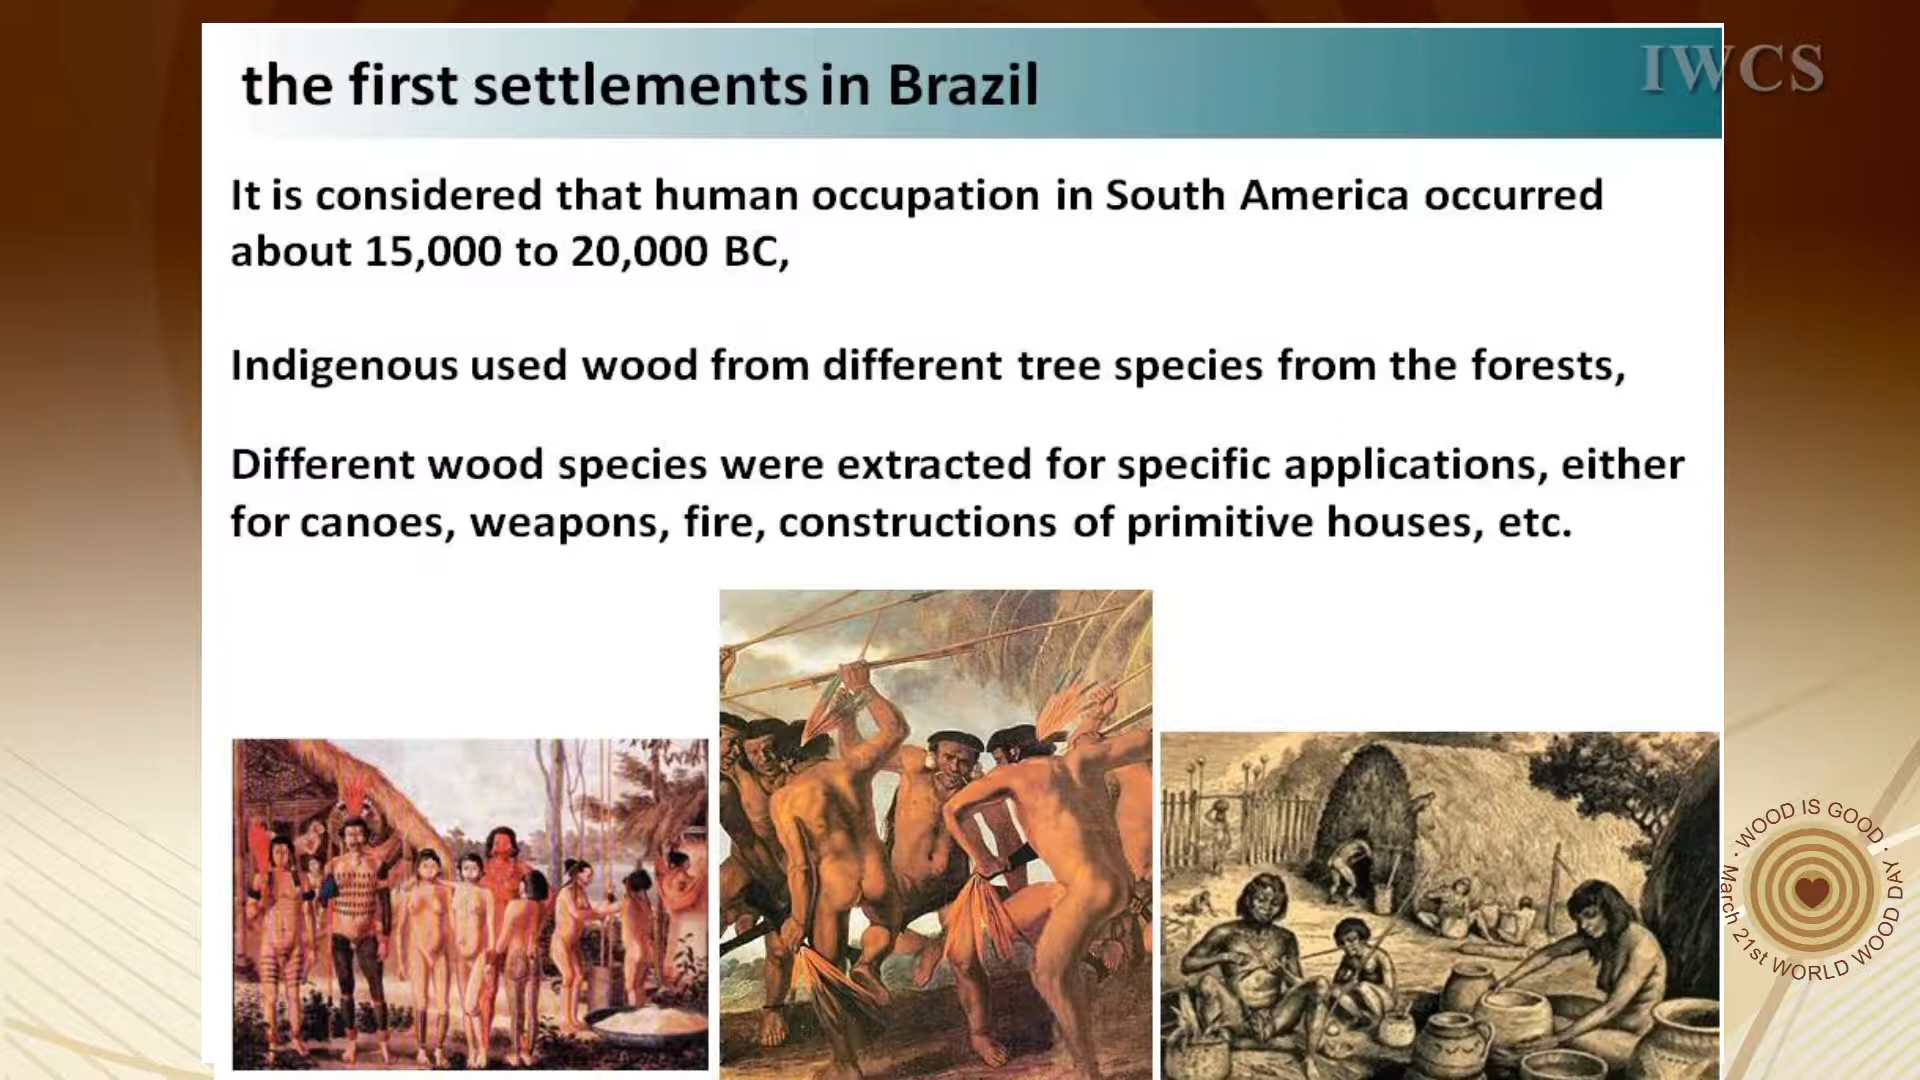 the first settlements in Brazil
IWCS
It is considered that human occupation in South America occurred
about 15,000 to 20,000 BC,
Indigenous used wood from different tree species from the forests,
Different wood species were extracted for specific applications, either
for canoes, weapons, fire, constructions of primitive houses, etc.
· WOOD IS GOOD ·
March 21st WORLD WOOD DAY